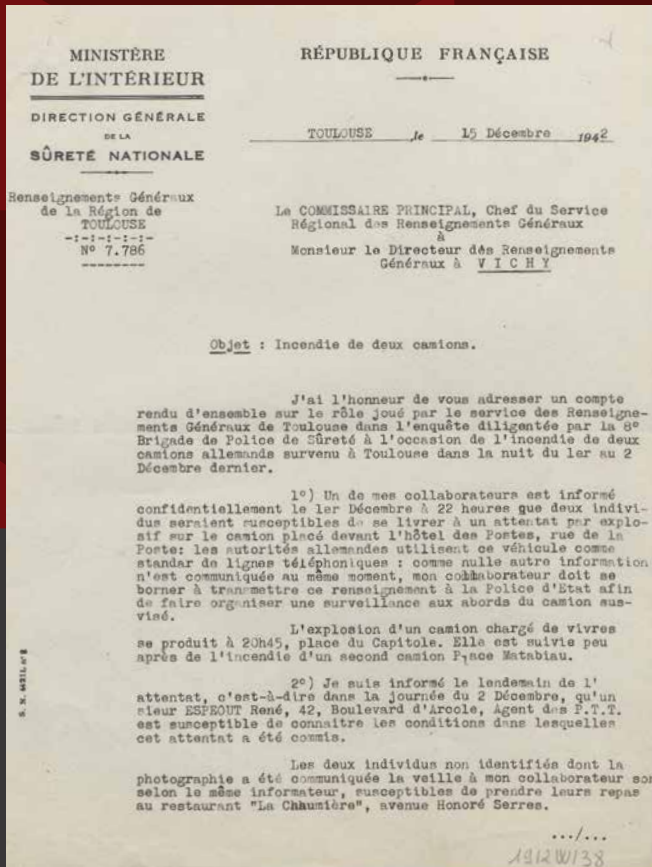 MINISTÈRE
DE L'INTÉRIEUR
DIRECTION GÉNÉRALE
DE LA
SÛRETÉ NATIONALE
Renseignements Généraux
de la Région de
TOULOUSE
-:-:-:-:-:-
N° 7.786
RÉPUBLIQUE FRANÇAISE
TOULOUSE , le 15 Décembre 1942
Le COMMISSAIRE PRINCIPAL, Chef du Service
Régional des Renseignements Généraux
à
Monsieur le Directeur des Renseignements
Généraux à V I C H Y
Objet : Incendie de deux camions.
J'ai l'honneur de vous adresser un compte
rendu d'ensemble sur le rôle joué par le service des Renseigne-
ments Généraux de Toulouse dans l'enquête diligentée par la 8°
Brigade de Police de Sûreté à l'occasion de l'incendie de deux
camions allemands survenu à Toulouse dans la nuit du 1er au 2
Décembre dernier.
1°) Un de mes collaborateurs est informé
confidentiellement le 1er Décembre à 22 heures que deux indivi-
dus seraient susceptibles de se livrer à un attentat par explo-
sif sur le camion placé devant l'hôtel des Postes, rue de la
Poste: les autorités allemandes utilisent ce véhicule comme
standar de lignes téléphoniques : comme nulle autre information
n'est communiquée au même moment, mon collaborateur doit se
borner à transmettre ce renseignement à la Police d'Etat afin
de faire organiser une surveillance aux abords du camion sus-
visé.
L'explosion d'un camion chargé de vivres
se produit à 20h45, place du Capitole. Elle est suivie peu
après de l'incendie d'un second camion Place Matabiau.
2°) Je suis informé le lendemain de l'
attentat, c'est-à-dire dans la journée du 2 Décembre, qu'un
sieur ESPEOUT René, 42, Boulevard d'Arcole, Agent des P.T.T.
est susceptible de connaitre les conditions dans lesquelles
cet attentat a été commis.
Les deux individus non identifiés dont la
photographie a été communiquée la veille à mon collaborateur son
selon le même informateur, susceptibles de prendre leurs repas
au restaurant "La Chaumière", avenue Honoré Serres.
.../...
1912W/38